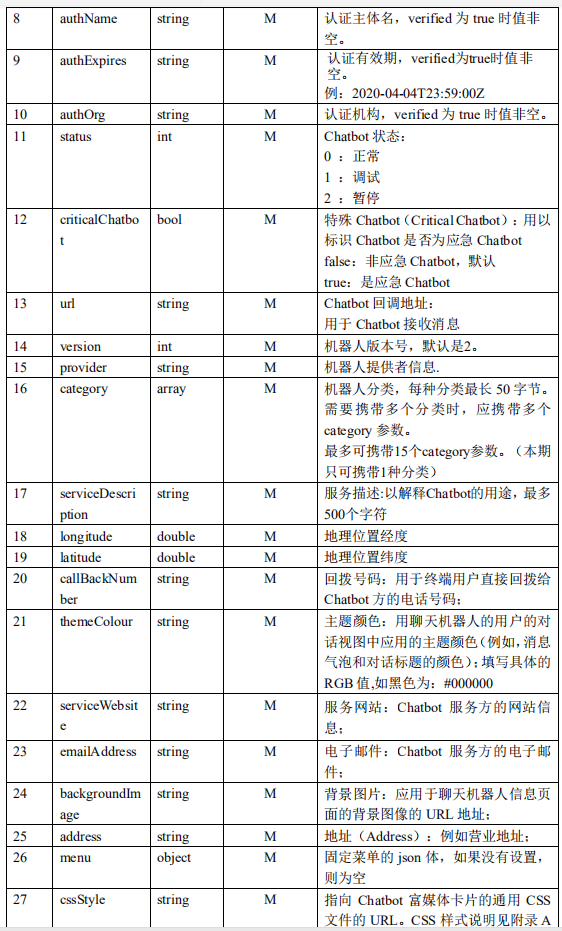 8 authName string M 认证主体名，verified 为 true 时值非
空。
9 authExpires string M 认证有效期，verified为true时值非
空。
例：2020-04-04T23:59:00Z
10 authOrg string M 认证机构，verified 为 true 时值非空。
11 status int M Chatbot 状态：
0 ：正常
1 ：调试
2 ：暂停
12 criticalChatbo bool M 特殊 Chatbot（Critical Chatbot）：用以
t 标识 Chatbot 是否为应急 Chatbot
false：非应急 Chatbot，默认
true：是应急 Chatbot
13 url string M Chatbot 回调地址：
用于 Chatbot 接收消息
14 version int M 机器人版本号，默认是2。
15 provider string M 机器人提供者信息.
16 category array M 机器人分类，每种分类最长 50 字节。
需要携带多个分类时，应携带多个
category 参数。
最多可携带15个category参数。（本期
只可携带1种分类）
17 serviceDescri string M 服务描述:以解释Chatbot的用途，最多
ption 500个字符
18 longitude double M 地理位置经度
19 latitude double M 地理位置纬度
20 callBackNum string M 回拨号码：用于终端用户直接回拨给
ber Chatbot 方的电话号码；
21 themeColour string M 主题颜色：用聊天机器人的用户的对
话视图中应用的主题颜色（例如，消息
气泡和对话标题的颜色）；填写具体的
RGB 值,如黑色为：#000000
22 serviceWebsit string M 服务网站：Chatbot 服务方的网站信
e 息；
23 emailAddress string M 电子邮件：Chatbot 服务方的电子邮
件；
24 backgroundIm string M 背景图片：应用于聊天机器人信息页
age 面的背景图像的 URL 地址；
25 address string M 地址（Address）：例如营业地址；
26 menu object M 固定菜单的 json 体，如果没有设置，
则为空
27 cssStyle string M 指向 Chatbot 富媒体卡片的通用 CSS
文件的 URL。CSS 样式说明见附录 A